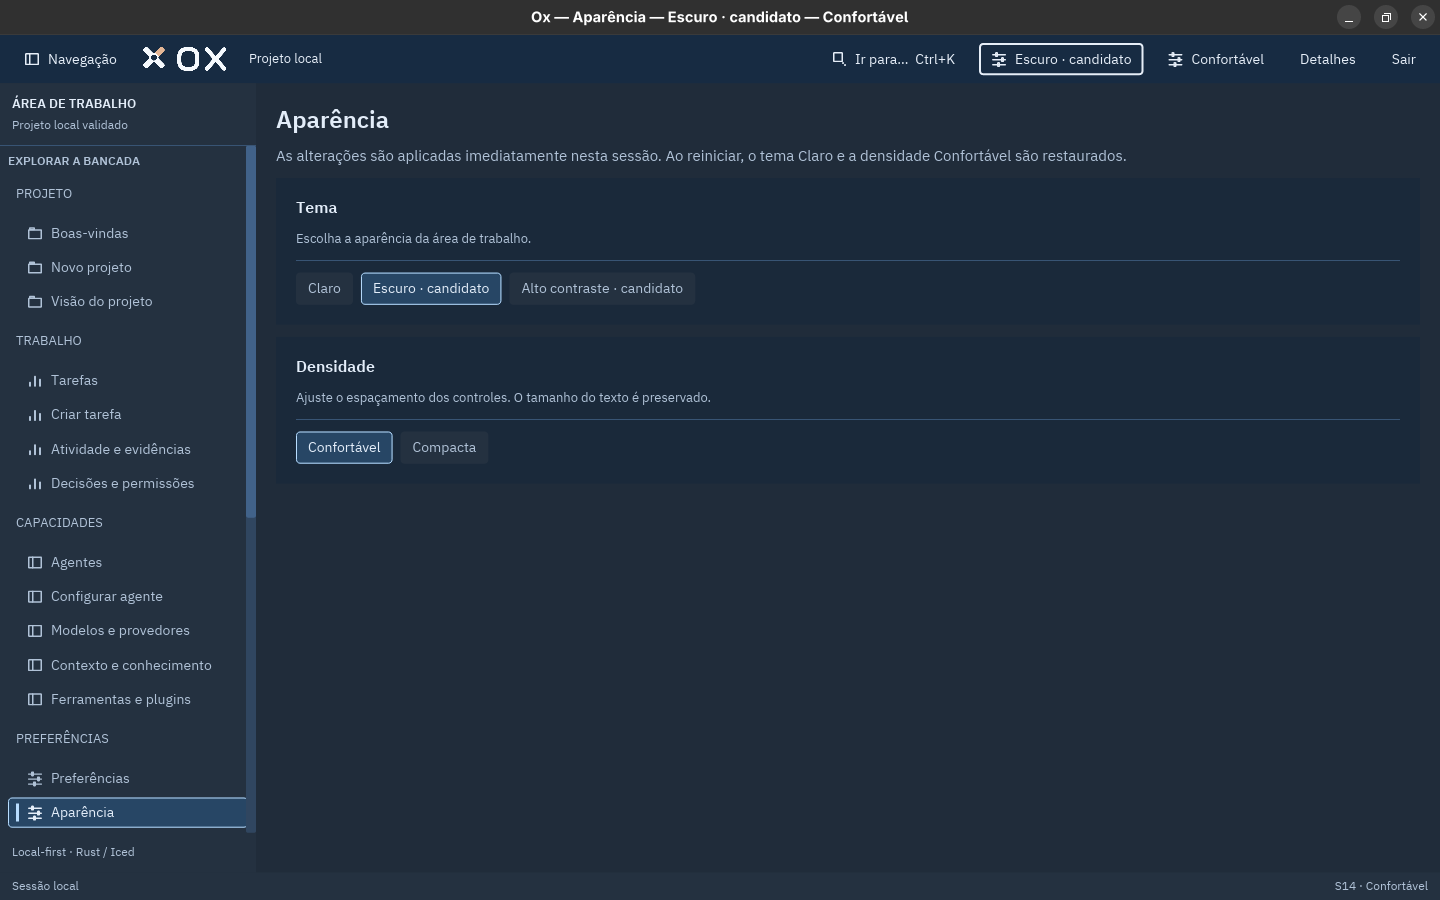 Ox — Aparência — Escuro · candidato — Confortável
Navegação
OX
Projeto local
Ir para... Ctrl+K
Escuro · candidato
Confortável
Detalhes
Sair
ÁREA DE TRABALHO
Projeto local validado
EXPLORAR A BANCADA
PROJETO
Boas-vindas
Novo projeto
Visão do projeto
TRABALHO
Tarefas
Criar tarefa
Atividade e evidências
Decisões e permissões
CAPACIDADES
Agentes
Configurar agente
Modelos e provedores
Contexto e conhecimento
Ferramentas e plugins
PREFERÊNCIAS
Preferências
Aparência
Local-first · Rust / Iced
Aparência
As alterações são aplicadas imediatamente nesta sessão. Ao reiniciar, o tema Claro e a densidade Confortável são restaurados.
Tema
Escolha a aparência da área de trabalho.
Claro
Escuro · candidato
Alto contraste · candidato
Densidade
Ajuste o espaçamento dos controles. O tamanho do texto é preservado.
Confortável
Compacta
Sessão local
S14 · Confortável